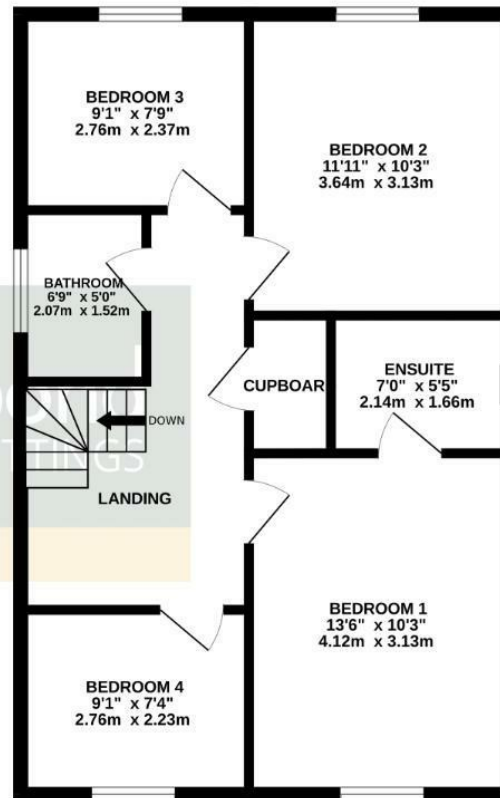 BEDROOM 3
9'1" x 7'9"
2.76m x 2.37m
BEDROOM 2
11'11" x 10'3"
3.64m x 3.13m
BATHROOM
6'9" x 5'0"
2.07m x 1.52m
CUPBOAR
ENSUITE
7'0" x 5'5"
2.14m x 1.66m
DOWN
TTINGS
LANDING
BEDROOM 1
13'6" x 10'3"
4.12m x 3.13m
BEDROOM 4
9'1" x 7'4"
2.76m x 2.23m